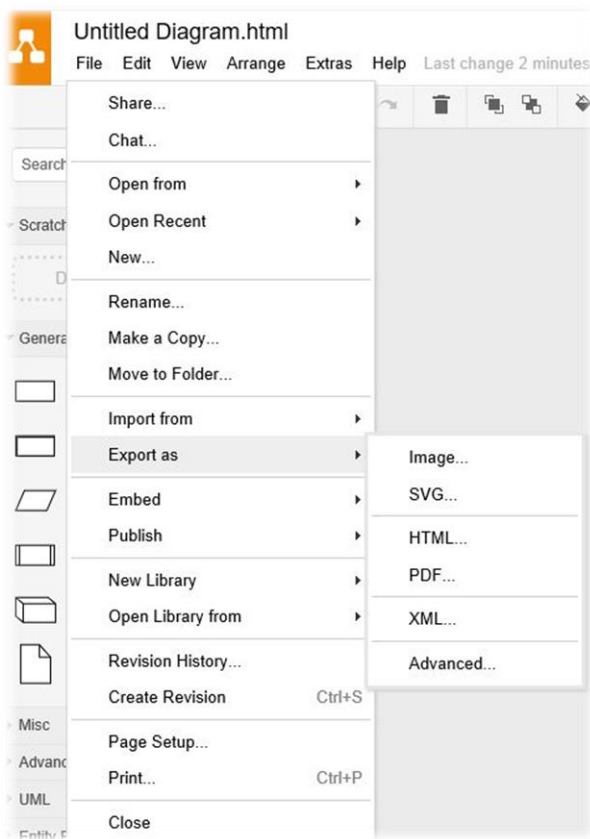 Untitled Diagram.html
File Edit View Arrange Extras Help Last change 2 minutes
Share...
Chat...
Search
Open from
Open Recent
Scratch
New...
D
Rename...
Genera
Make a Copy...
Move to Folder...
Import from
Export as
Image...
SVG...
Embed
Publish
HTML...
PDF...
New Library
Open Library from
XML...
Revision History...
Advanced...
Create Revision Ctrl+S
Misc
Page Setup...
Advanc
Print... Ctrl+P
UML
Close